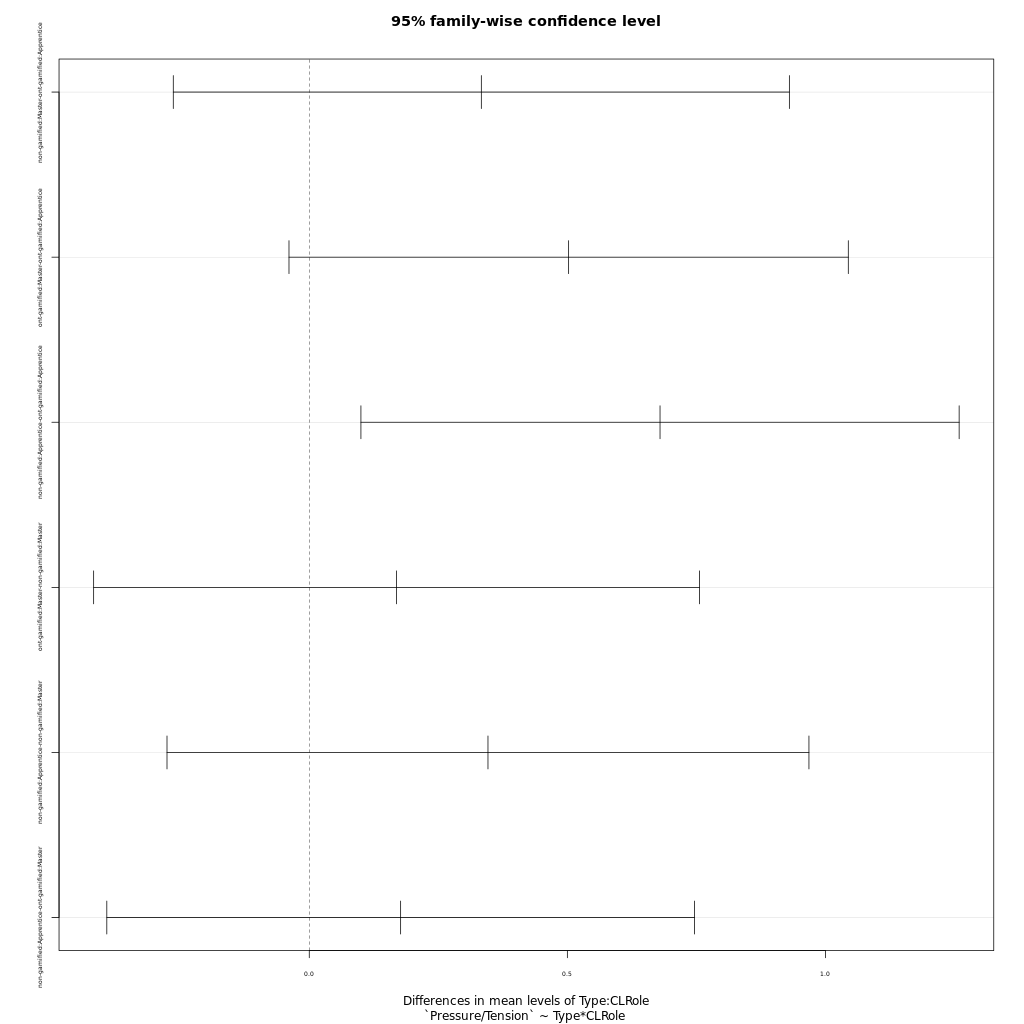 95% family-wise confidence level
non-gamified:Master-ont-gamified:Apprentice
ont-gamified:Master-ont-gamified:Apprentice
non-gamified:Apprentice-ont-gamified:Apprentice
ont-gamified:Master-non-gamified:Master
non-gamified:Apprentice-non-gamified:Master
non-gamified:Apprentice-ont-gamified:Master
0.0 0.5 1.0
Differences in mean levels of Type:CLRole
`Pressure/Tension` ~ Type*CLRole